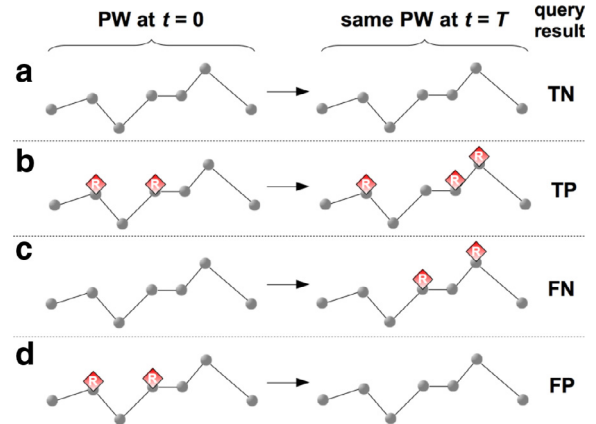 PW at t = 0 same PW at t = T query result
a TN
b R R R R R TP
c R R FN
d R R FP